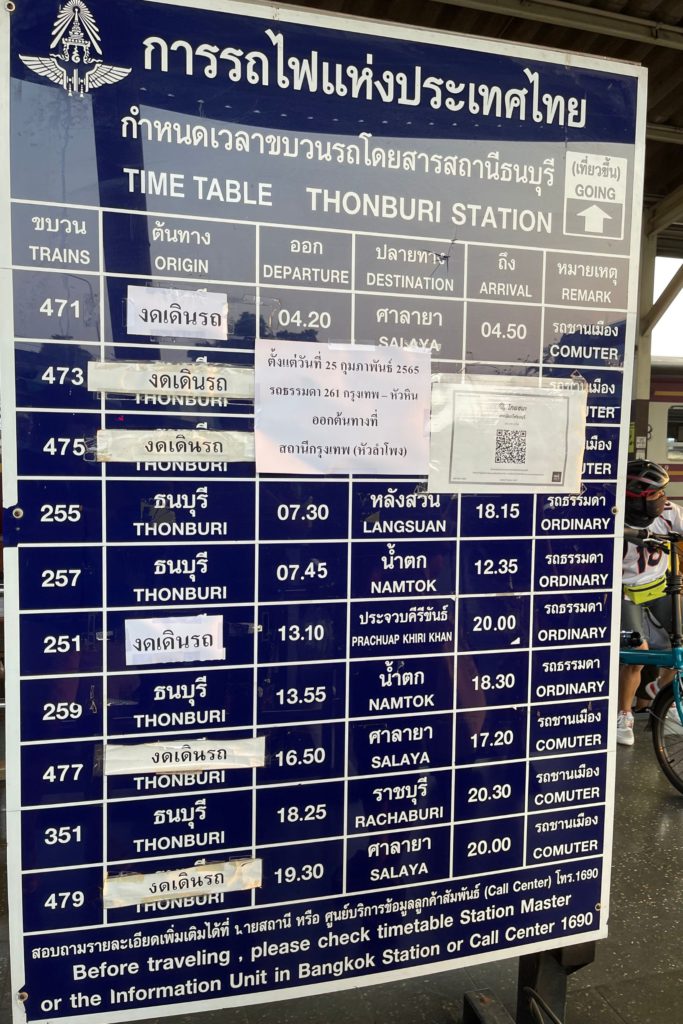 การรถไฟแห่งประเทศไทย
กำหนดเวลาขบวนรถโดยสารสถานีธนบุรี
(เที่ยวขึ้น)
TIME TABLE THONBURI STATION
GOING
ขบวน ต้นทาง ออก ปลายทาง ถึง หมายเหตุ
TRAINS ORIGIN DEPARTURE DESTINATION ARRIVAL REMARK
471 งดเดินรถ 04.20 ศาลายา 04.50 รถชานเมือง
SALAYA COMUTER
473 งดเดินรถ
COMUTER
ตั้งแต่วันที่ 25 กุมภาพันธ์ 2565
รถธรรมดา 261 กรุงเทพ – หัวหิน
ออกต้นทางที่
สถานีกรุงเทพ (หัวลำโพง)
ไทยชนะ
475 งดเดินรถ
THONBURI
255 ธนบุรี 07.30 หลังสวน 18.15 รถธรรมดา
THONBURI LANGSUAN ORDINARY
257 ธนบุรี 07.45 น้ำตก 12.35 รถธรรมดา
THONBURI NAMTOK ORDINARY
251 งดเดินรถ 13.10 ประจวบคีรีขันธ์ 20.00 รถธรรมดา
PRACHUAP KHIRI KHAN ORDINARY
259 ธนบุรี 13.55 น้ำตก 18.30 รถธรรมดา
THONBURI NAMTOK ORDINARY
477 งดเดินรถ 16.50 ศาลายา 17.20 รถชานเมือง
THONBURI SALAYA COMUTER
351 ธนบุรี 18.25 ราชบุรี 20.30 รถชานเมือง
THONBURI RACHABURI COMUTER
479 งดเดินรถ 19.30 ศาลายา 20.00 รถชานเมือง
THONBURI SALAYA COMUTER
สอบถามรายละเอียดเพิ่มเติมได้ที่ นายสถานี หรือ ศูนย์บริการข้อมูลลูกค้าสัมพันธ์ (Call Center) โทร.1690
Before traveling , please check timetable Station Master
or the Information Unit in Bangkok Station or Call Center 1690